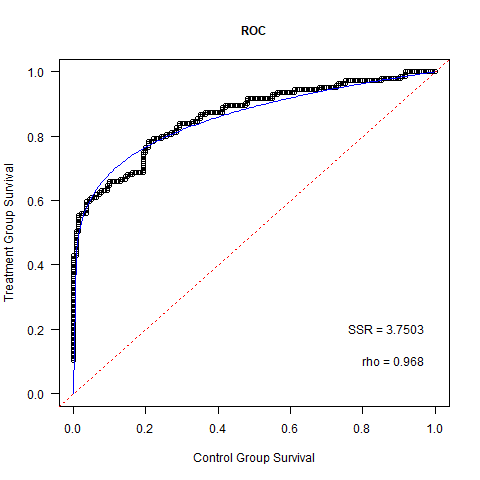 ROC
Treatment Group Survival
1.0
0.8
0.6
0.4
0.2
0.0
SSR = 3.7503
rho = 0.968
0.0 0.2 0.4 0.6 0.8 1.0
Control Group Survival